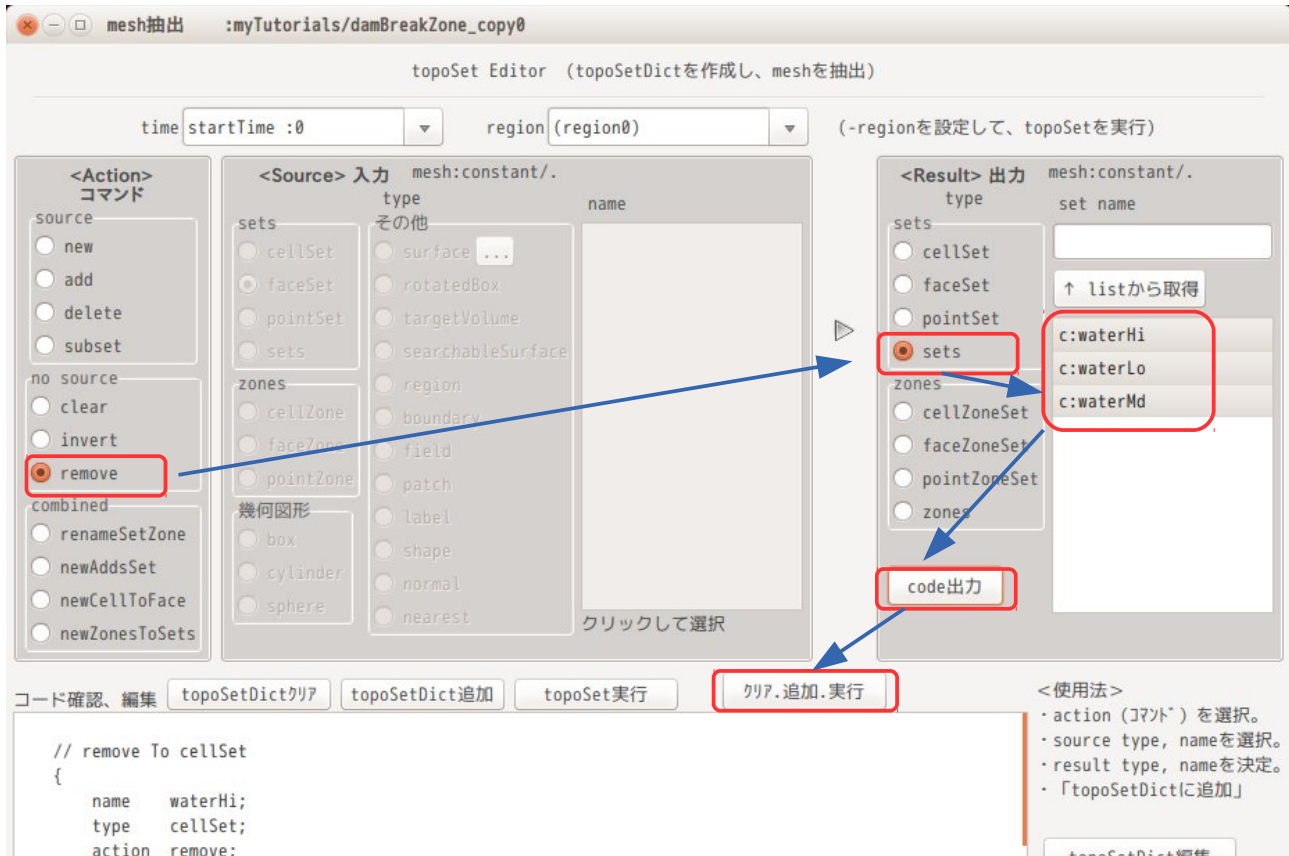 mesh抽出 :myTutorials/damBreakZone_copy0
topoSet Editor （topoSetDictを作成し、meshを抽出）
time startTime :0 region (region0) (-regionを設定して、topoSetを実行)
<Action>
コマンド
source
new
add
delete
subset
no source
clear
invert
remove
combined
renameSetZone
newAddsSet
newCellToFace
newZonesToSets
<Source> 入力 mesh:constant/.
type
name
sets
cellSet
faceSet
pointSet
sets
zones
cellZone
faceZone
pointZone
幾何図形
box
cylinder
sphere
その他
surface ...
rotatedBox
targetVolume
searchableSurface
region
boundary
field
patch
label
shape
normal
nearest
クリックして選択
<Result> 出力 mesh:constant/.
type
set name
sets
cellSet
faceSet
pointSet
sets
zones
cellZoneSet
faceZoneSet
pointZoneSet
zones
↑ listから取得
c:waterHi
c:waterLo
c:waterMd
code出力
コード確認、編集 topoSetDictｸﾘｱ topoSetDict追加 topoSet実行 ｸﾘｱ.追加.実行
// remove To cellSet
{
name waterHi;
type cellSet;
action remove;
<使用法>
・action (ｺﾏﾝﾄﾞ) を選択。
・source type, nameを選択。
・result type, nameを決定。
・「topoSetDictに追加」
topoSetDict編集